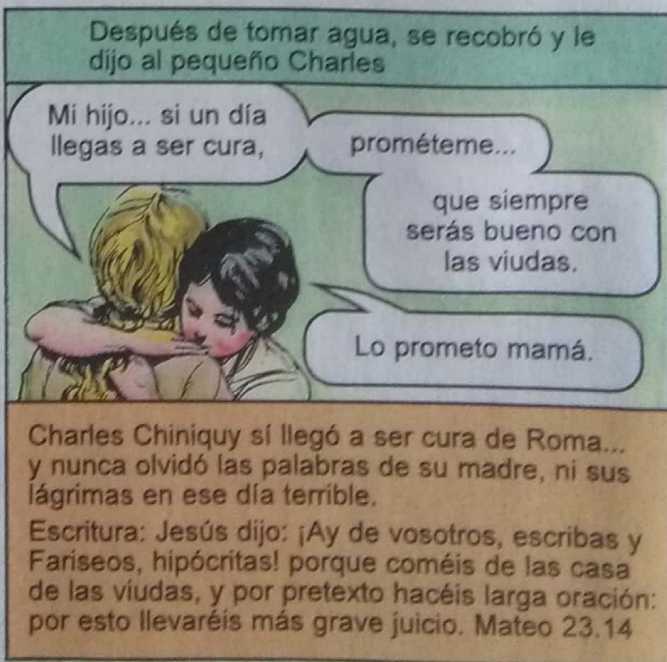 Después de tomar agua, se recobró y le
dijo al pequeño Charles
Mi hijo... si un día
llegas a ser cura,
prométeme...
que siempre
serás bueno con
las viudas.
Lo prometo mamá.
Charles Chiniquy sí llegó a ser cura de Roma...
y nunca olvidó las palabras de su madre, ni sus
lágrimas en ese día terrible.
Escritura: Jesús dijo: ¡Ay de vosotros, escribas y
Fariseos, hipócritas! porque coméis de las casa
de las viudas, y por pretexto hacéis larga oración:
por esto llevaréis más grave juicio. Mateo 23.14